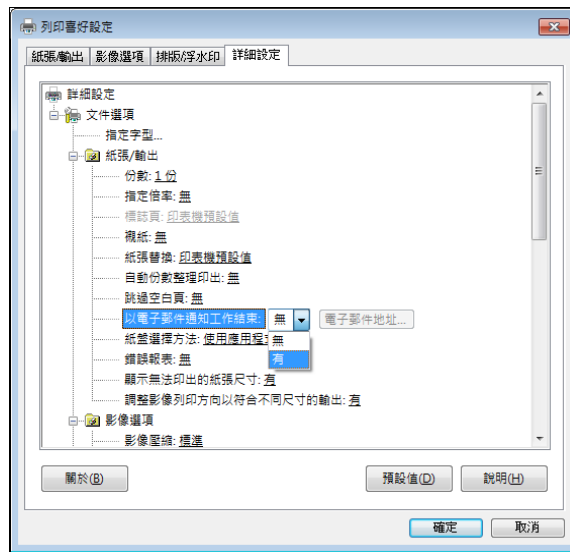 列印喜好設定
紙張/輸出 影像選項 排版/浮水印 詳細設定
詳細設定
文件選項
指定字型...
紙張/輸出
份數: 1 份
指定倍率: 無
標誌頁: 印表機預設值
襯紙: 無
紙張替換: 印表機預設值
自動份數整理印出: 無
跳過空白頁: 無
以電子郵件通知工作結束: 無 電子郵件地址...
紙盤選擇方法: 使用應用程 無
錯誤報表: 無 有
顯示無法印出的紙張尺寸: 有
調整影像列印方向以符合不同尺寸的輸出: 有
影像選項
影像壓縮: 標準
關於(B) 預設值(D) 說明(H)
確定 取消